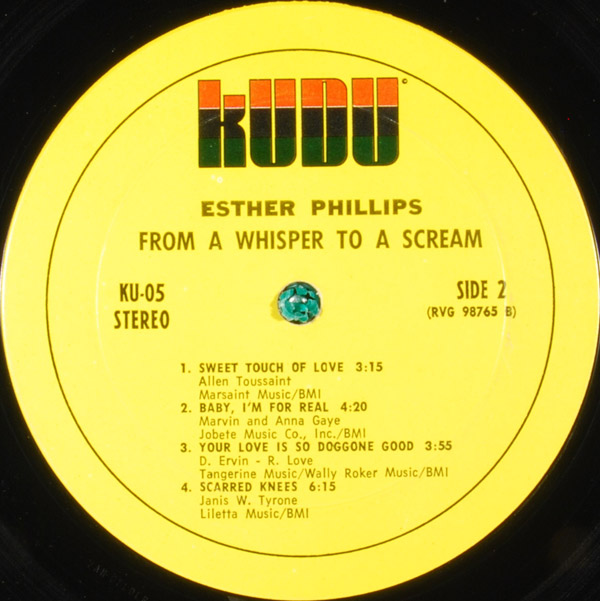 KUDU©
ESTHER PHILLIPS
FROM A WHISPER TO A SCREAM
KU-05
STEREO
SIDE 2
(RVG 98765 B)
1. SWEET TOUCH OF LOVE 3:15
Allen Toussaint
Marsaint Music/BMI
2. BABY, I'M FOR REAL 4:20
Marvin and Anna Gaye
Jobete Music Co., Inc./BMI
3. YOUR LOVE IS SO DOGGONE GOOD 3:55
D. Ervin - R. Love
Tangerine Music/Wally Roker Music/BMI
4. SCARRED KNEES 6:15
Janis W. Tyrone
Liletta Music/BMI